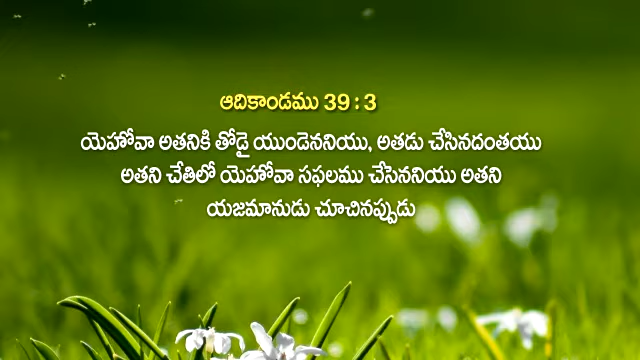 ఆదికాండము 39 : 3
యెహోవా అతనికి తోడై యుండెననియు, అతడు చేసినదంతయు
అతని చేతిలో యెహోవా సఫలము చేసెననియు అతని
యజమానుడు చూచినప్పుడు